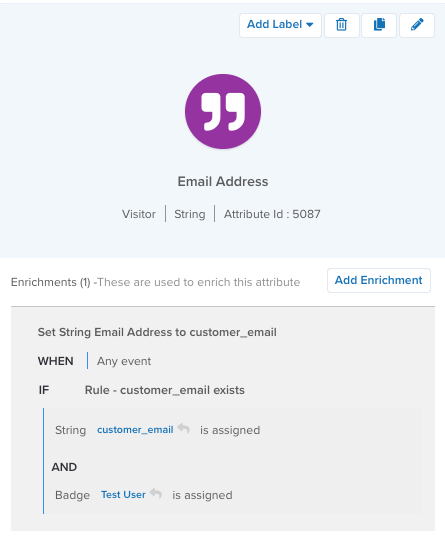 Add Label
Email Address
Visitor String Attribute Id : 5087
Enrichments (1) -These are used to enrich this attribute
Add Enrichment
Set String Email Address to customer_email
WHEN Any event
IF Rule - customer_email exists
String customer_email is assigned
AND
Badge Test User is assigned